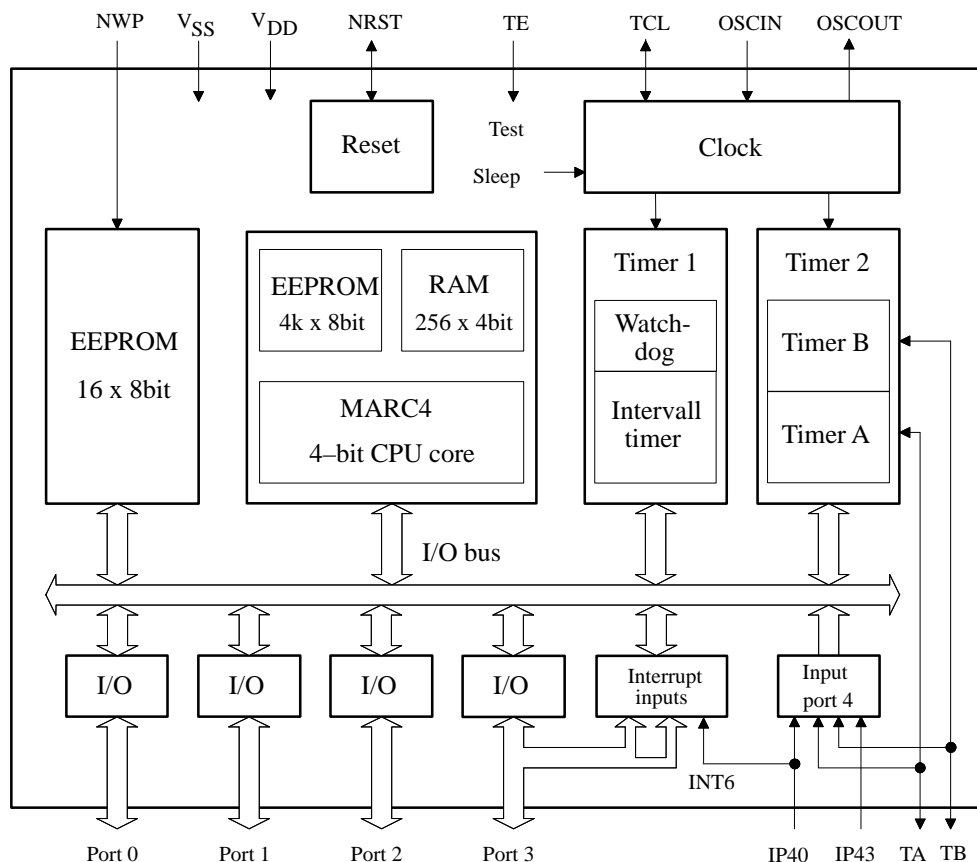 NWP
VSS
VDD
NRST
TE
TCL
OSCIN
OSCOUT
Reset
Test
Sleep
Clock
EEPROM
16 x 8bit
EEPROM
4k x 8bit
RAM
256 x 4bit
MARC4
4–bit CPU core
Timer 1
Watch-
dog
Intervall
timer
Timer 2
Timer B
Timer A
I/O bus
I/O
I/O
I/O
I/O
Interrupt
inputs
Input
port 4
INT6
Port 0
Port 1
Port 2
Port 3
IP40
IP43
TA
TB